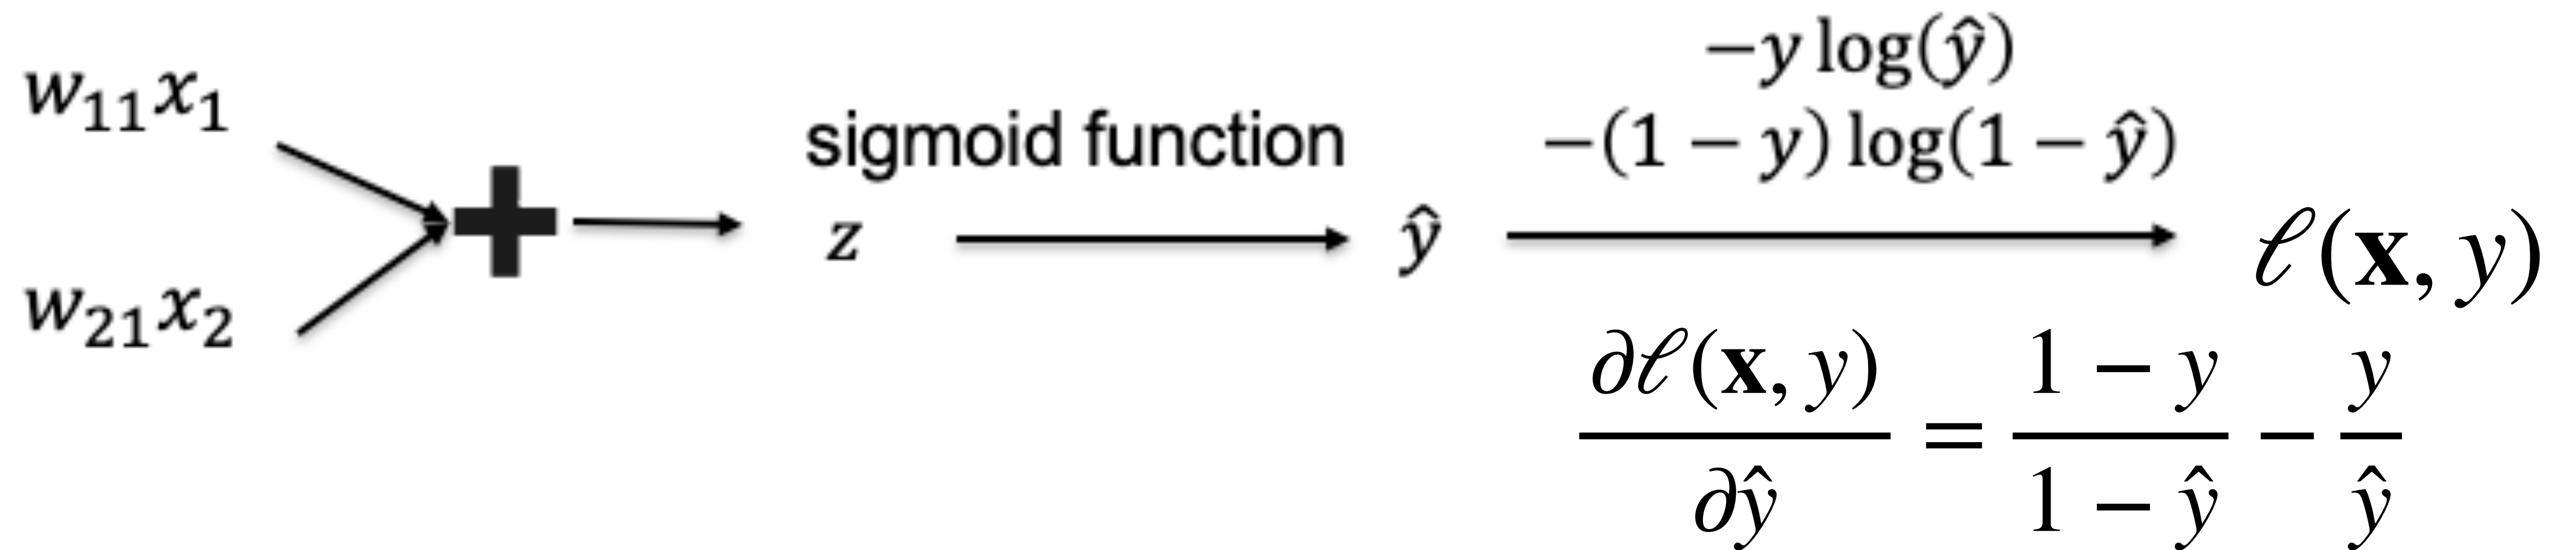 w₁₁x₁
w₂₁x₂
sigmoid function
z
ŷ
−y log(ŷ)
−(1 − y) log(1 − ŷ)
ℓ(𝐱, y)
∂ℓ(𝐱, y)/∂ŷ = (1 − y)/(1 − ŷ) − y/ŷ